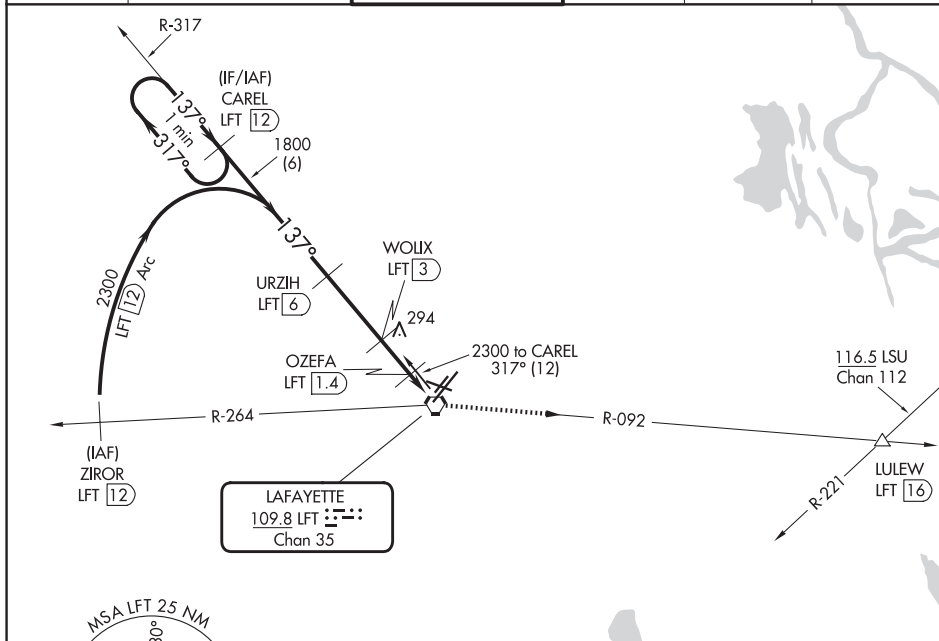 R-317
(IF/IAF)
CAREL
LFT 12
137°
1 min
317°
1800
(6)
2300
LFT 12 Arc
137°
WOLIX
LFT 3
URZIH
LFT 6
294
OZEFA
LFT 1.4
2300 to CAREL
317° (12)
116.5 LSU
Chan 112
R-264
R-092
(IAF)
ZIROR
LFT 12
LULEW
LFT 16
R-221
LAFAYETTE
109.8 LFT
Chan 35
MSA LFT 25 NM